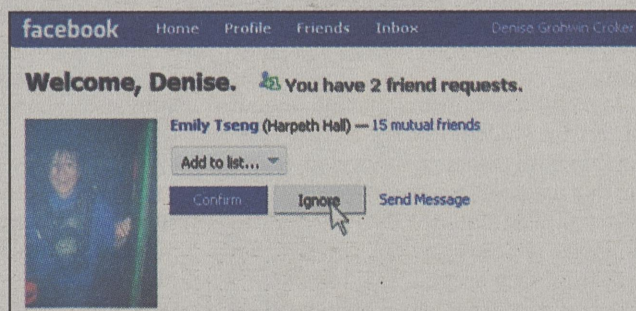 facebook Home Profile Friends Inbox Denise Grohwin Croker
Welcome, Denise. You have 2 friend requests.
Emily Tseng (Harpeth Hall) — 15 mutual friends
Add to list...
Confirm Ignore Send Message